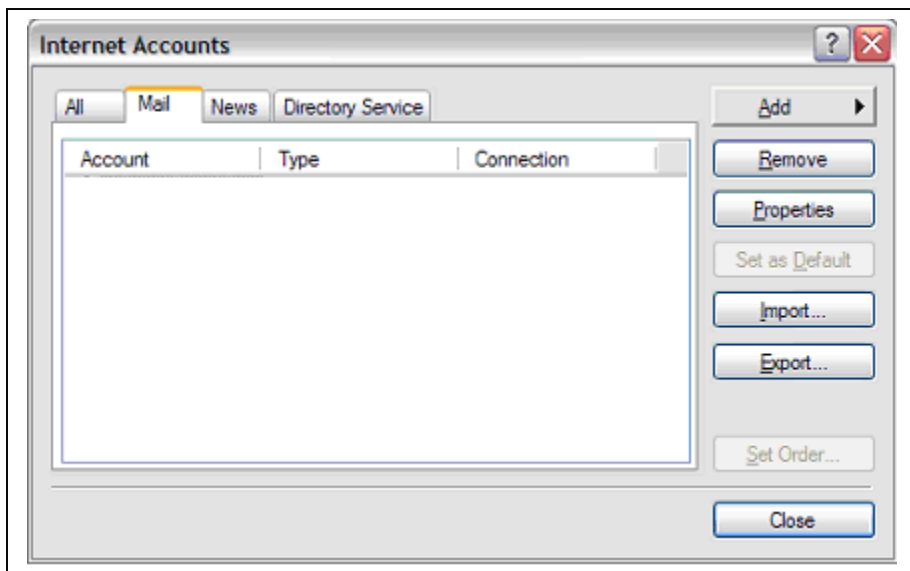 Internet Accounts
All Mail News Directory Service
Account Type Connection
Add
Remove
Properties
Set as Default
Import...
Export...
Set Order...
Close